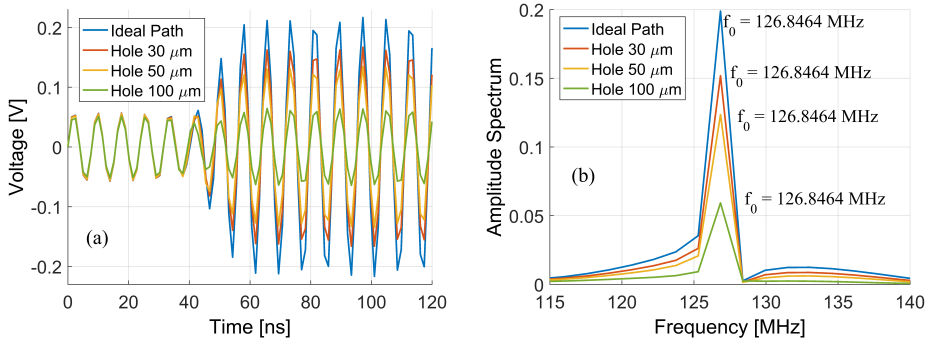 Ideal Path
Hole 30 μm
Hole 50 μm
Hole 100 μm
0.2
0.1
0
-0.1
-0.2
Voltage [V]
(a)
0 20 40 60 80 100 120
Time [ns]
Ideal Path
Hole 30 μm
Hole 50 μm
Hole 100 μm
f0 = 126.8464 MHz
f0 = 126.8464 MHz
f0 = 126.8464 MHz
f0 = 126.8464 MHz
0.2
0.15
0.1
0.05
0
Amplitude Spectrum
(b)
115 120 125 130 135 140
Frequency [MHz]